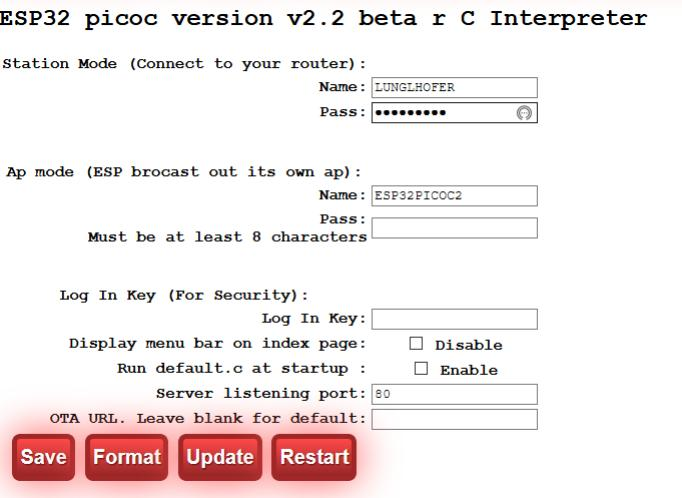 ESP32 picoc version v2.2 beta r C Interpreter
Station Mode (Connect to your router):
Name: LUNGLHOFER
Pass: •••••••••
Ap mode (ESP brocast out its own ap):
Name: ESP32PICOC2
Pass:
Must be at least 8 characters
Log In Key (For Security):
Log In Key:
Display menu bar on index page: Disable
Run default.c at startup : Enable
Server listening port: 80
OTA URL. Leave blank for default:
Save Format Update Restart